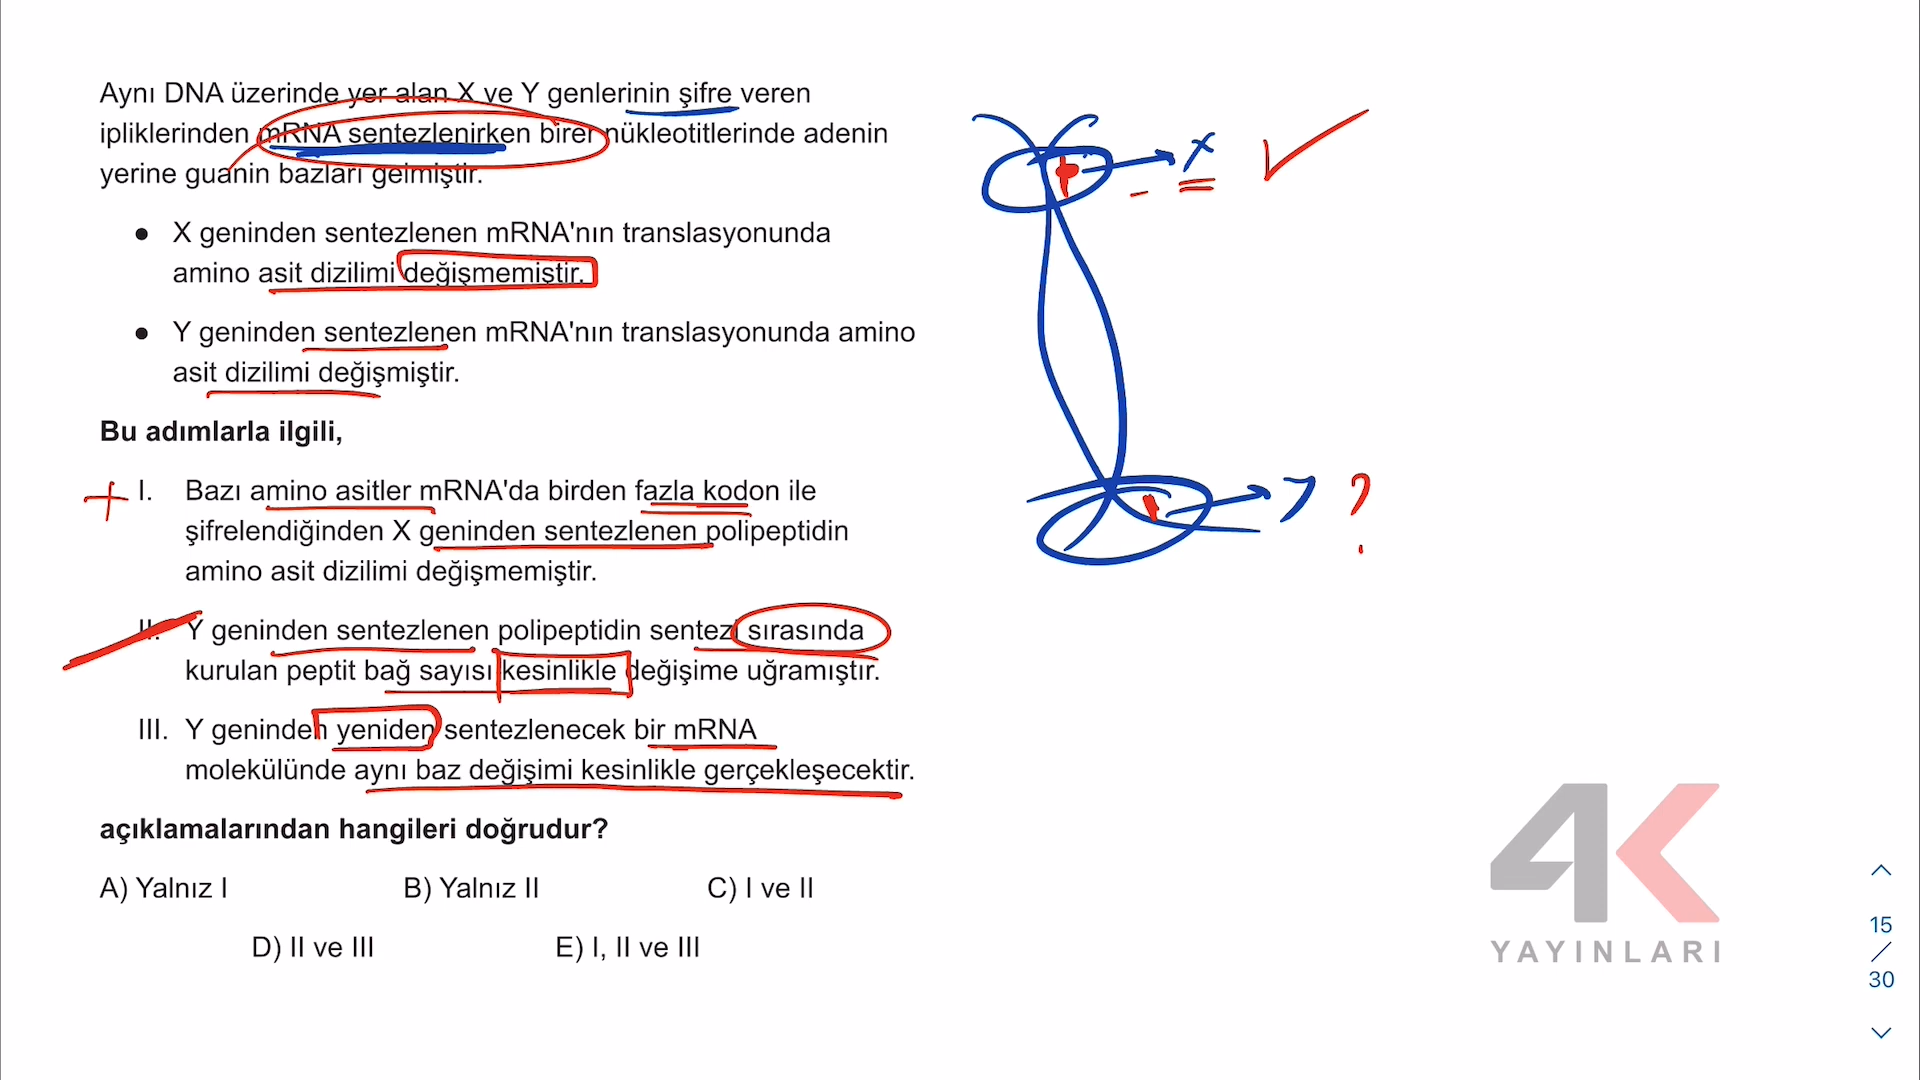 Aynı DNA üzerinde yer alan X ve Y genlerinin şifre veren
ipliklerinden mRNA sentezlenirken birer nükleotitlerinde adenin
yerine guanin bazları gelmiştir.
● X geninden sentezlenen mRNA'nın translasyonunda
amino asit dizilimi değişmemiştir.
● Y geninden sentezlenen mRNA'nın translasyonunda amino
asit dizilimi değişmiştir.
Bu adımlarla ilgili,
I. Bazı amino asitler mRNA'da birden fazla kodon ile
şifrelendiğinden X geninden sentezlenen polipeptidin
amino asit dizilimi değişmemiştir.
II. Y geninden sentezlenen polipeptidin sentezi sırasında
kurulan peptit bağ sayısı kesinlikle değişime uğramıştır.
III. Y geninden yeniden sentezlenecek bir mRNA
molekülünde aynı baz değişimi kesinlikle gerçekleşecektir.
açıklamalarından hangileri doğrudur?
A) Yalnız I B) Yalnız II C) I ve II
D) II ve III E) I, II ve III
X
Y ?
4K
YAYINLARI
15
/
30